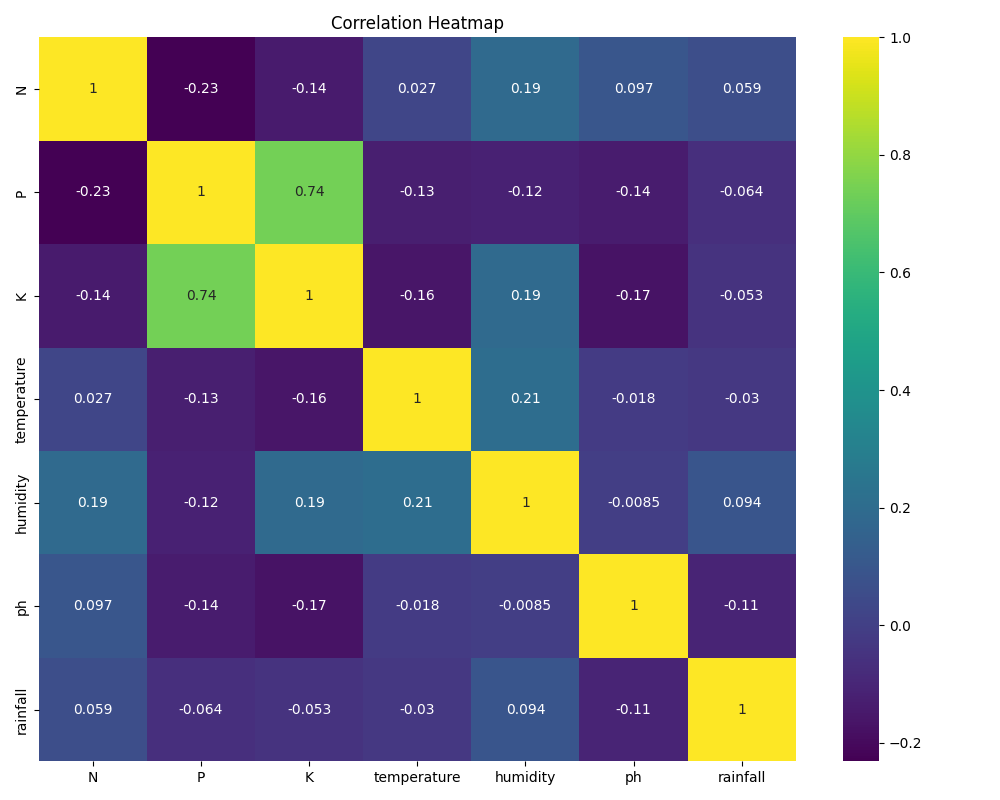 Correlation Heatmap
N 1 -0.23 -0.14 0.027 0.19 0.097 0.059
P -0.23 1 0.74 -0.13 -0.12 -0.14 -0.064
K -0.14 0.74 1 -0.16 0.19 -0.17 -0.053
temperature 0.027 -0.13 -0.16 1 0.21 -0.018 -0.03
humidity 0.19 -0.12 0.19 0.21 1 -0.0085 0.094
ph 0.097 -0.14 -0.17 -0.018 -0.0085 1 -0.11
rainfall 0.059 -0.064 -0.053 -0.03 0.094 -0.11 1
N P K temperature humidity ph rainfall
1.0
0.8
0.6
0.4
0.2
0.0
−0.2